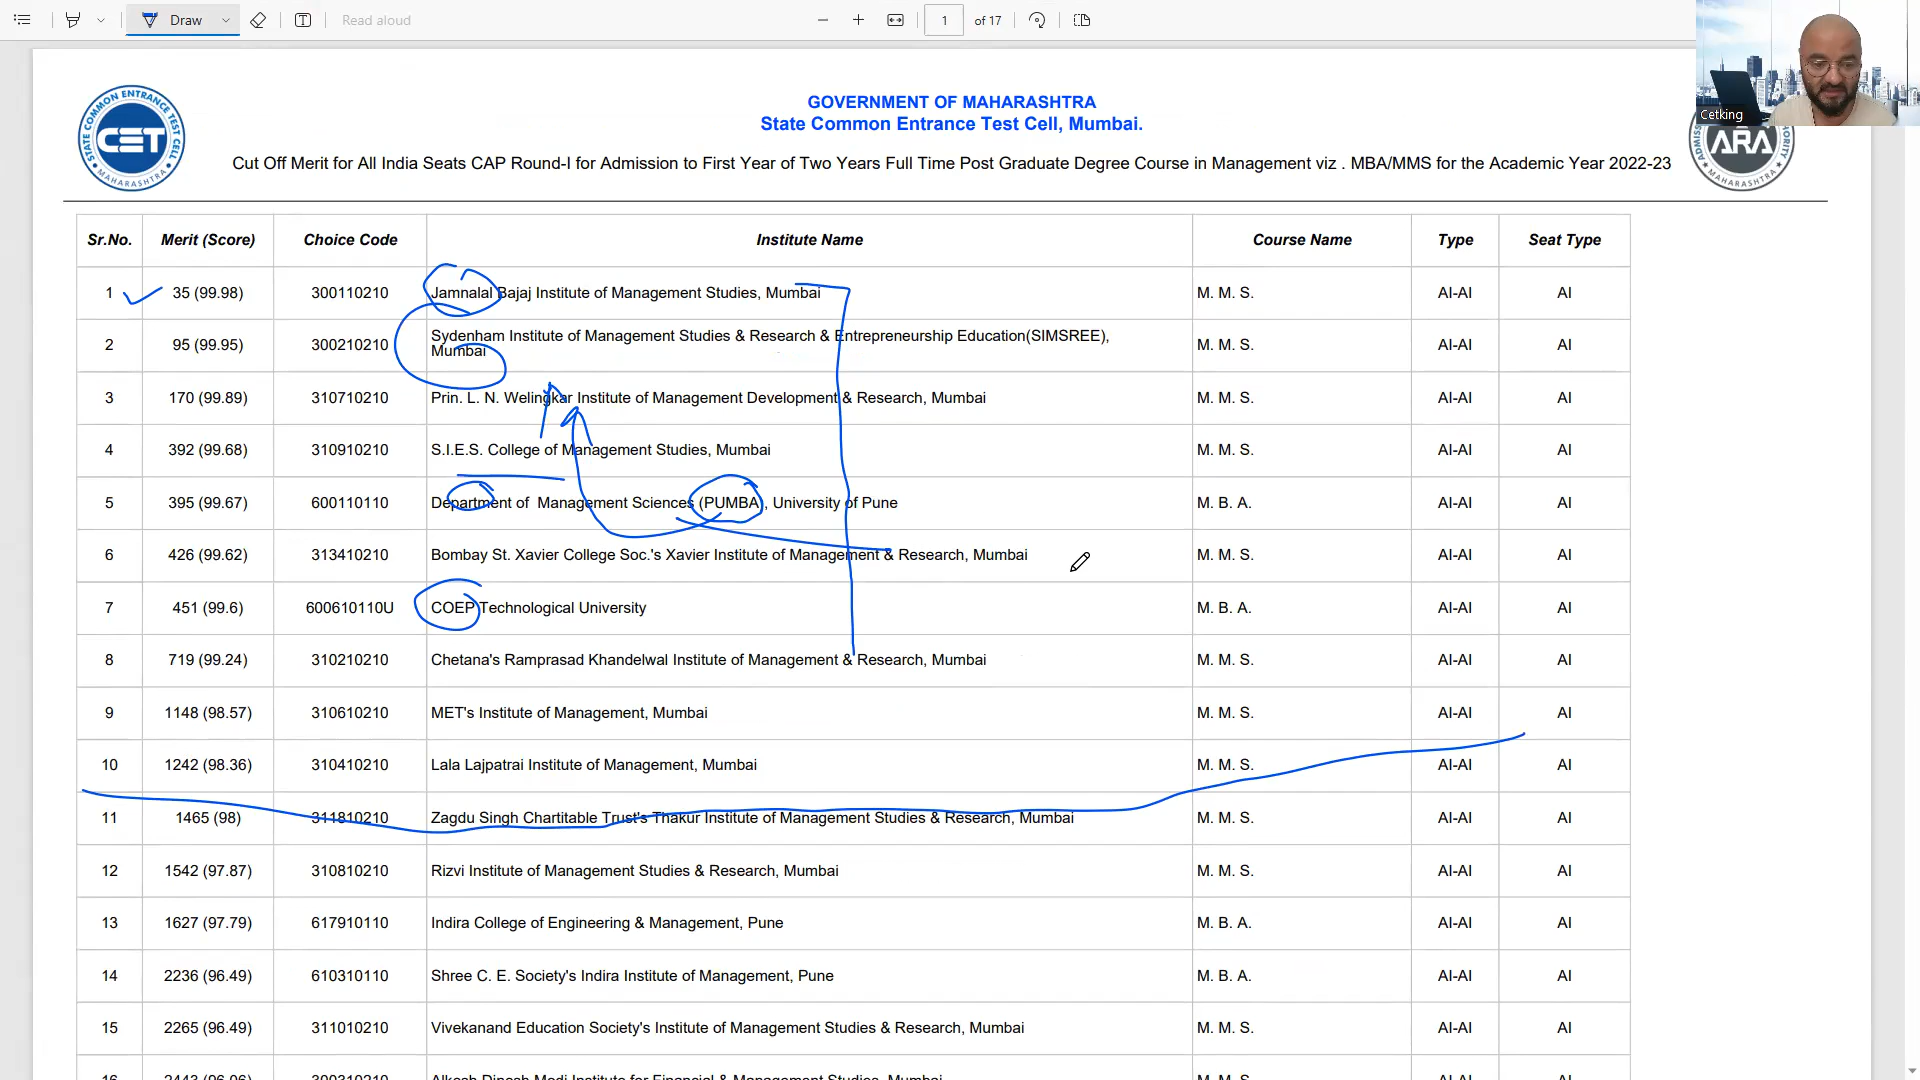 Draw
Read aloud
1 of 17
Cetking
STATE COMMON ENTRANCE TEST CELL
CET
MAHARASHTRA
GOVERNMENT OF MAHARASHTRA
State Common Entrance Test Cell, Mumbai.
Cut Off Merit for All India Seats CAP Round-I for Admission to First Year of Two Years Full Time Post Graduate Degree Course in Management viz . MBA/MMS for the Academic Year 2022-23
ARA
MAHARASHTRA
Sr.No. Merit (Score) Choice Code Institute Name Course Name Type Seat Type
1 35 (99.98) 300110210 Jamnalal Bajaj Institute of Management Studies, Mumbai M. M. S. AI-AI AI
2 95 (99.95) 300210210 Sydenham Institute of Management Studies & Research & Entrepreneurship Education(SIMSREE), M. M. S. AI-AI AI
Mumbai
3 170 (99.89) 310710210 Prin. L. N. Welingkar Institute of Management Development & Research, Mumbai M. M. S. AI-AI AI
4 392 (99.68) 310910210 S.I.E.S. College of Management Studies, Mumbai M. M. S. AI-AI AI
5 395 (99.67) 600110110 Department of Management Sciences (PUMBA), University of Pune M. B. A. AI-AI AI
6 426 (99.62) 313410210 Bombay St. Xavier College Soc.'s Xavier Institute of Management & Research, Mumbai M. M. S. AI-AI AI
7 451 (99.6) 600610110U COEP Technological University M. B. A. AI-AI AI
8 719 (99.24) 310210210 Chetana's Ramprasad Khandelwal Institute of Management & Research, Mumbai M. M. S. AI-AI AI
9 1148 (98.57) 310610210 MET's Institute of Management, Mumbai M. M. S. AI-AI AI
10 1242 (98.36) 310410210 Lala Lajpatrai Institute of Management, Mumbai M. M. S. AI-AI AI
11 1465 (98) 311810210 Zagdu Singh Chartitable Trust's Thakur Institute of Management Studies & Research, Mumbai M. M. S. AI-AI AI
12 1542 (97.87) 310810210 Rizvi Institute of Management Studies & Research, Mumbai M. M. S. AI-AI AI
13 1627 (97.79) 617910110 Indira College of Engineering & Management, Pune M. B. A. AI-AI AI
14 2236 (96.49) 610310110 Shree C. E. Society's Indira Institute of Management, Pune M. B. A. AI-AI AI
15 2265 (96.49) 311010210 Vivekanand Education Society's Institute of Management Studies & Research, Mumbai M. M. S. AI-AI AI